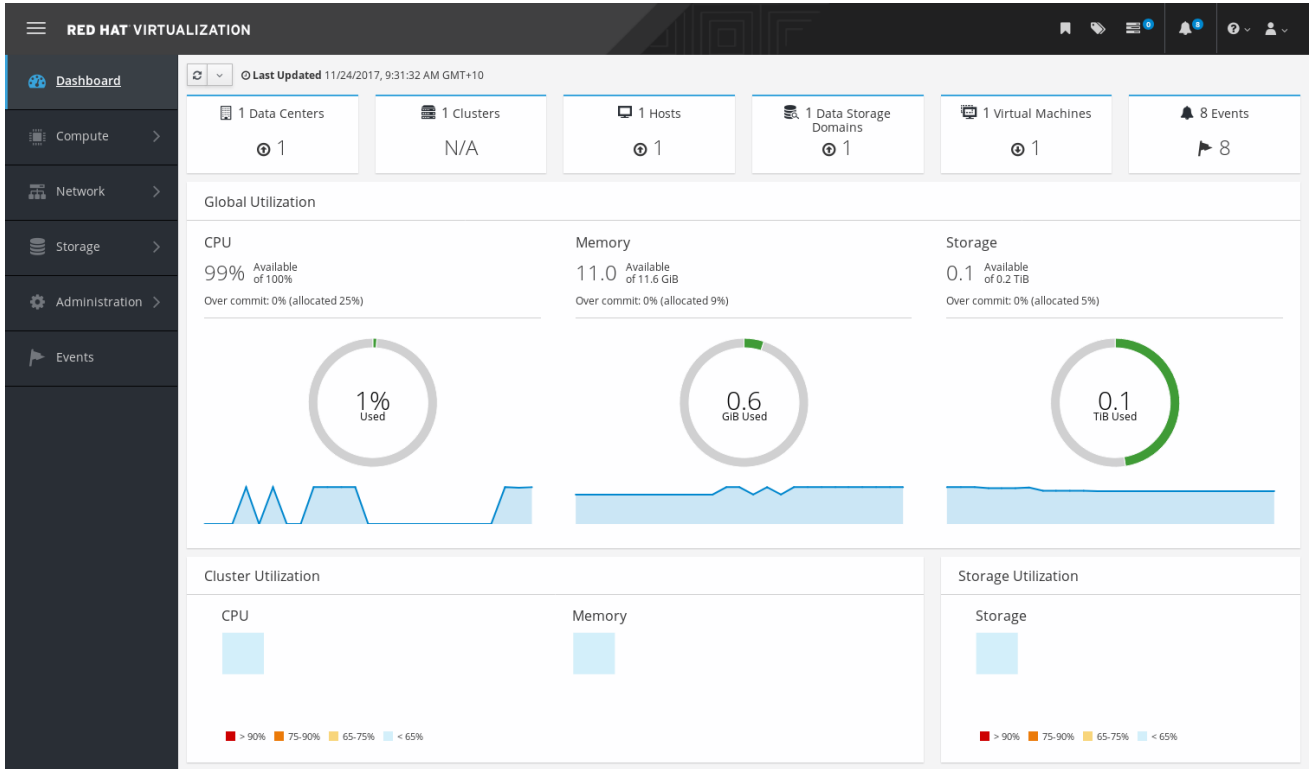 RED HAT VIRTUALIZATION
0
8
Dashboard
Compute
Network
Storage
Administration
Events
Last Updated 11/24/2017, 9:31:32 AM GMT+10
1 Data Centers
1
1 Clusters
N/A
1 Hosts
1
1 Data Storage
Domains
1
1 Virtual Machines
1
8 Events
8
Global Utilization
CPU
99% Available
of 100%
Over commit: 0% (allocated 25%)
1%
Used
Memory
11.0 Available
of 11.6 GiB
Over commit: 0% (allocated 9%)
0.6
GiB Used
Storage
0.1 Available
of 0.2 TiB
Over commit: 0% (allocated 5%)
0.1
TiB Used
Cluster Utilization
CPU
Memory
> 90% 75-90% 65-75% < 65%
Storage Utilization
Storage
> 90% 75-90% 65-75% < 65%